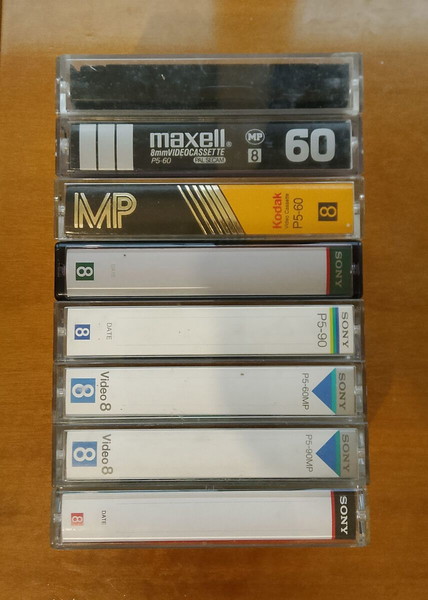 maxell®
8mmVIDEOCASSETTE
P5-60
PAL/SECAM
MP
8
60
MP
Kodak
Video Cassette
P5-60
8
8
DATE
SONY
8
DATE
P5-90
SONY
8
Video 8
P5-60MP
SONY
8
Video 8
P5-90MP
SONY
8
DATE
SONY